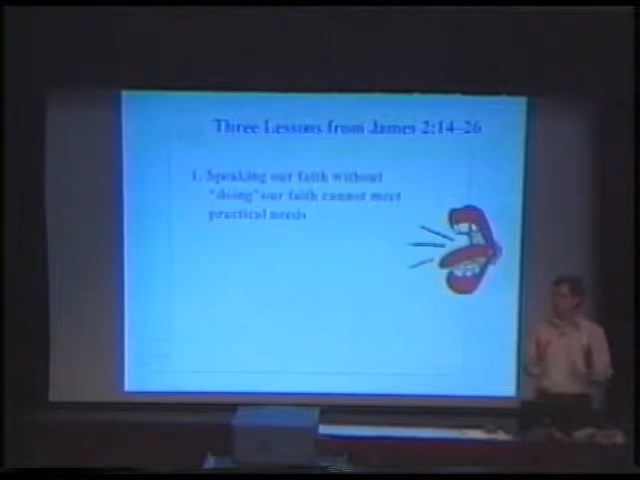 Three Lessons from James 2:14-26
1. Speaking our faith without
"doing" our faith cannot meet
practical needs